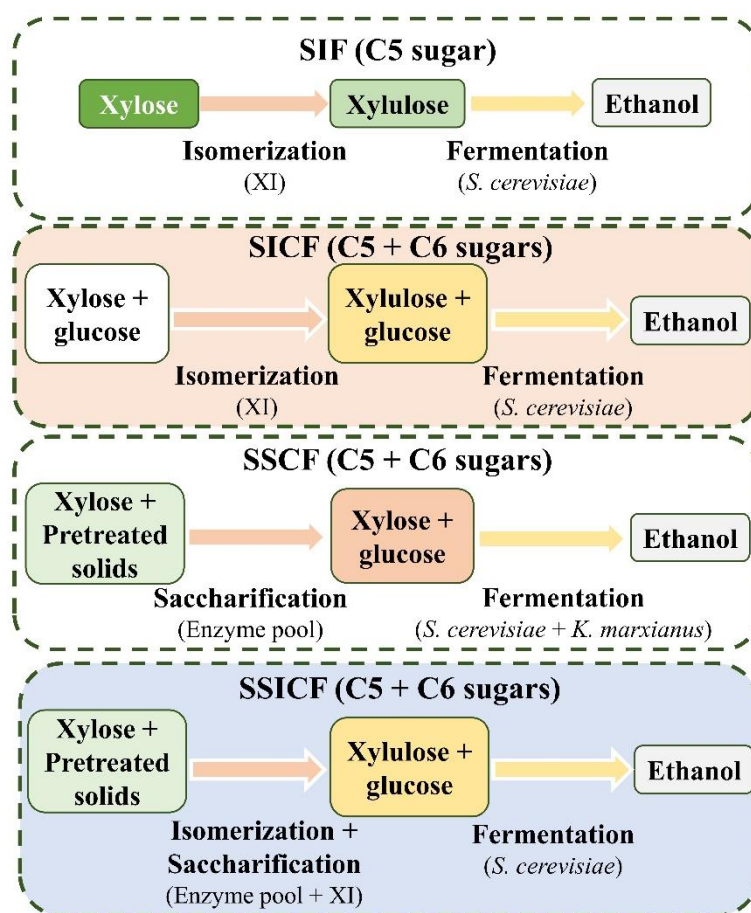 SIF (C5 sugar)
Xylose
Xylulose
Ethanol
Isomerization
(XI)
Fermentation
(S. cerevisiae)
SICF (C5 + C6 sugars)
Xylose +
glucose
Xylulose +
glucose
Ethanol
Isomerization
(XI)
Fermentation
(S. cerevisiae)
SSCF (C5 + C6 sugars)
Xylose +
Pretreated
solids
Xylose +
glucose
Ethanol
Saccharification
(Enzyme pool)
Fermentation
(S. cerevisiae + K. marxianus)
SSICF (C5 + C6 sugars)
Xylose +
Pretreated
solids
Xylulose +
glucose
Ethanol
Isomerization +
Saccharification
(Enzyme pool + XI)
Fermentation
(S. cerevisiae)